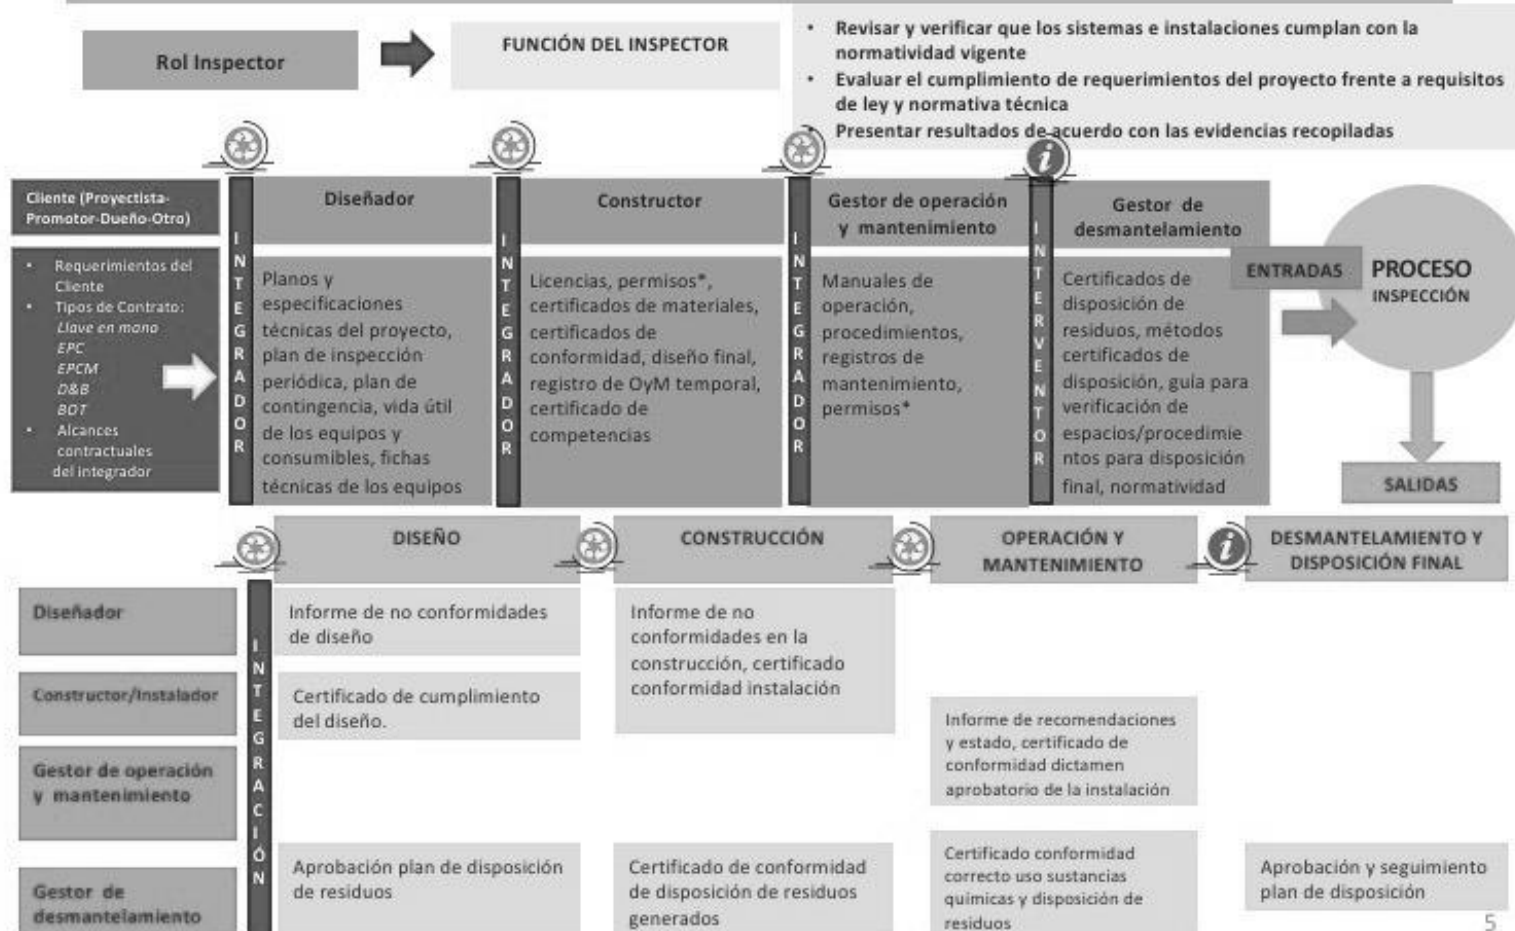 Rol Inspector
FUNCIÓN DEL INSPECTOR
• Revisar y verificar que los sistemas e instalaciones cumplan con la
normatividad vigente
• Evaluar el cumplimiento de requerimientos del proyecto frente a requisitos
de ley y normativa técnica
• Presentar resultados de acuerdo con las evidencias recopiladas
Cliente (Proyectista-
Promotor-Dueño-Otro)
• Requerimientos del
Cliente
• Tipos de Contrato:
Llave en mano
EPC
EPCM
D&B
BOT
• Alcances
contractuales
del integrador
INTEGRADOR
Diseñador
Planos y
especificaciones
técnicas del proyecto,
plan de inspección
periódica, plan de
contingencia, vida útil
de los equipos y
consumibles, fichas
técnicas de los equipos
INTEGRADOR
Constructor
Licencias, permisos*,
certificados de materiales,
certificados de
conformidad, diseño final,
registro de OyM temporal,
certificado de
competencias
INTEGRADOR
Gestor de operación
y mantenimiento
Manuales de
operación,
procedimientos,
registros de
mantenimiento,
permisos*
i
INTERVENTOR
Gestor de
desmantelamiento
Certificados de
disposición de
residuos, métodos
certificados de
disposición, guía para
verificación de
espacios/procedimie
ntos para disposición
final, normatividad
ENTRADAS
PROCESO
INSPECCIÓN
SALIDAS
DISEÑO
CONSTRUCCIÓN
OPERACIÓN Y
MANTENIMIENTO
i
DESMANTELAMIENTO Y
DISPOSICIÓN FINAL
INTEGRACIÓN
Diseñador
Informe de no conformidades
de diseño
Informe de no
conformidades en la
construcción, certificado
conformidad instalación
Constructor/Instalador
Certificado de cumplimiento
del diseño.
Gestor de operación
y mantenimiento
Informe de recomendaciones
y estado, certificado de
conformidad dictamen
aprobatorio de la instalación
Gestor de
desmantelamiento
Aprobación plan de disposición
de residuos
Certificado de conformidad
de disposición de residuos
generados
Certificado conformidad
correcto uso sustancias
químicas y disposición de
residuos
Aprobación y seguimiento
plan de disposición
5